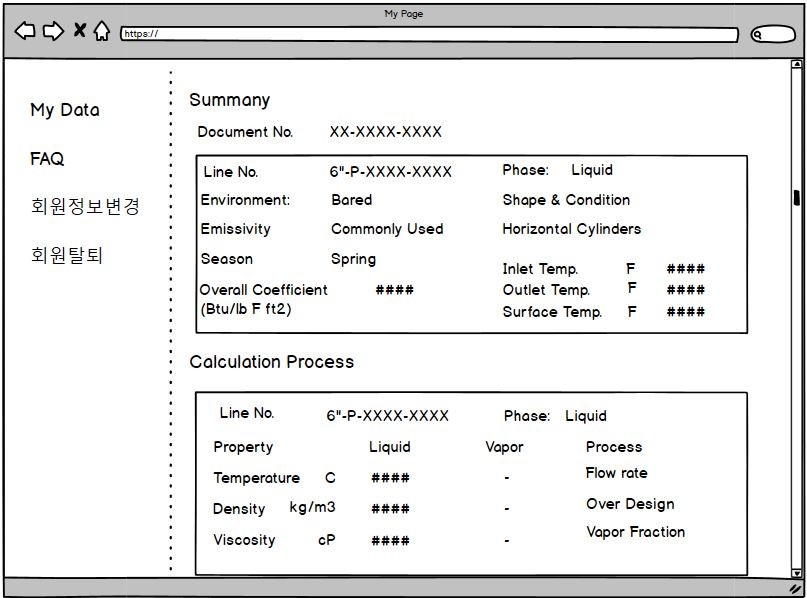 My Page
https://
My Data
FAQ
회원정보변경
회원탈퇴
Summany
Document No. XX-XXXX-XXXX
Line No. 6"-P-XXXX-XXXX Phase: Liquid
Environment: Bared Shape & Condition
Emissivity Commonly Used Horizontal Cylinders
Season Spring
Inlet Temp. F ####
Overall Coefficient #### Outlet Temp. F ####
(Btu/lb F ft2) Surface Temp. F ####
Calculation Process
Line No. 6"-P-XXXX-XXXX Phase: Liquid
Property Liquid Vapor Process
Temperature C #### - Flow rate
Density kg/m3 #### - Over Design
Viscosity cP #### - Vapor Fraction